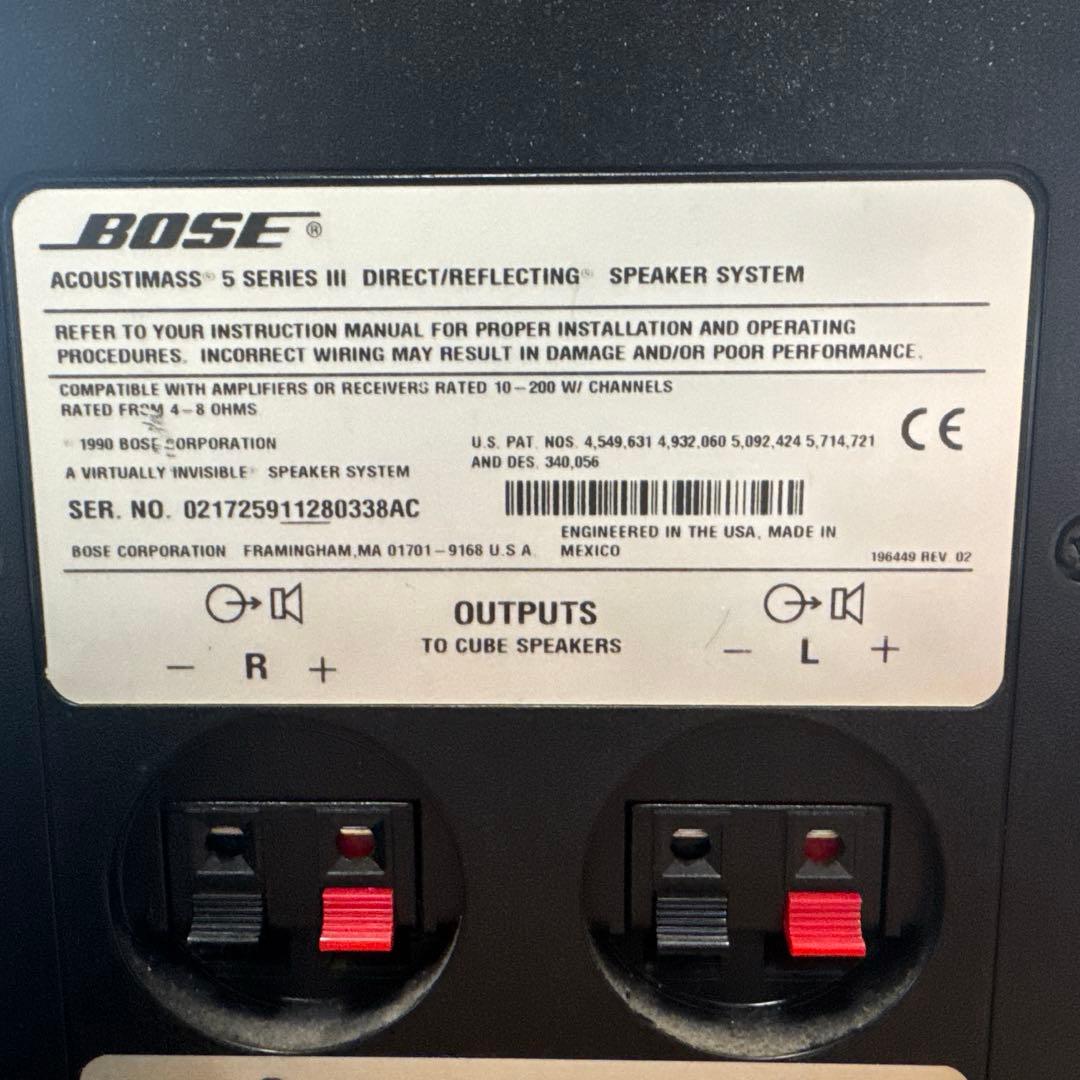 BOSE®
ACOUSTIMASS® 5 SERIES III DIRECT/REFLECTING® SPEAKER SYSTEM
REFER TO YOUR INSTRUCTION MANUAL FOR PROPER INSTALLATION AND OPERATING
PROCEDURES. INCORRECT WIRING MAY RESULT IN DAMAGE AND/OR POOR PERFORMANCE.
COMPATIBLE WITH AMPLIFIERS OR RECEIVERS RATED 10-200 W/ CHANNELS
RATED FROM 4-8 OHMS
CE
1990 BOSE CORPORATION
U.S. PAT. NOS. 4,549,631 4,932,060 5,092,424 5,714,721
AND DES. 340,056
A VIRTUALLY INVISIBLE® SPEAKER SYSTEM
SER. NO. 021725911280338AC
ENGINEERED IN THE USA, MADE IN
MEXICO
BOSE CORPORATION FRAMINGHAM,MA 01701-9168 U.S.A.
196449 REV. 02
OUTPUTS
TO CUBE SPEAKERS
− R +
− L +